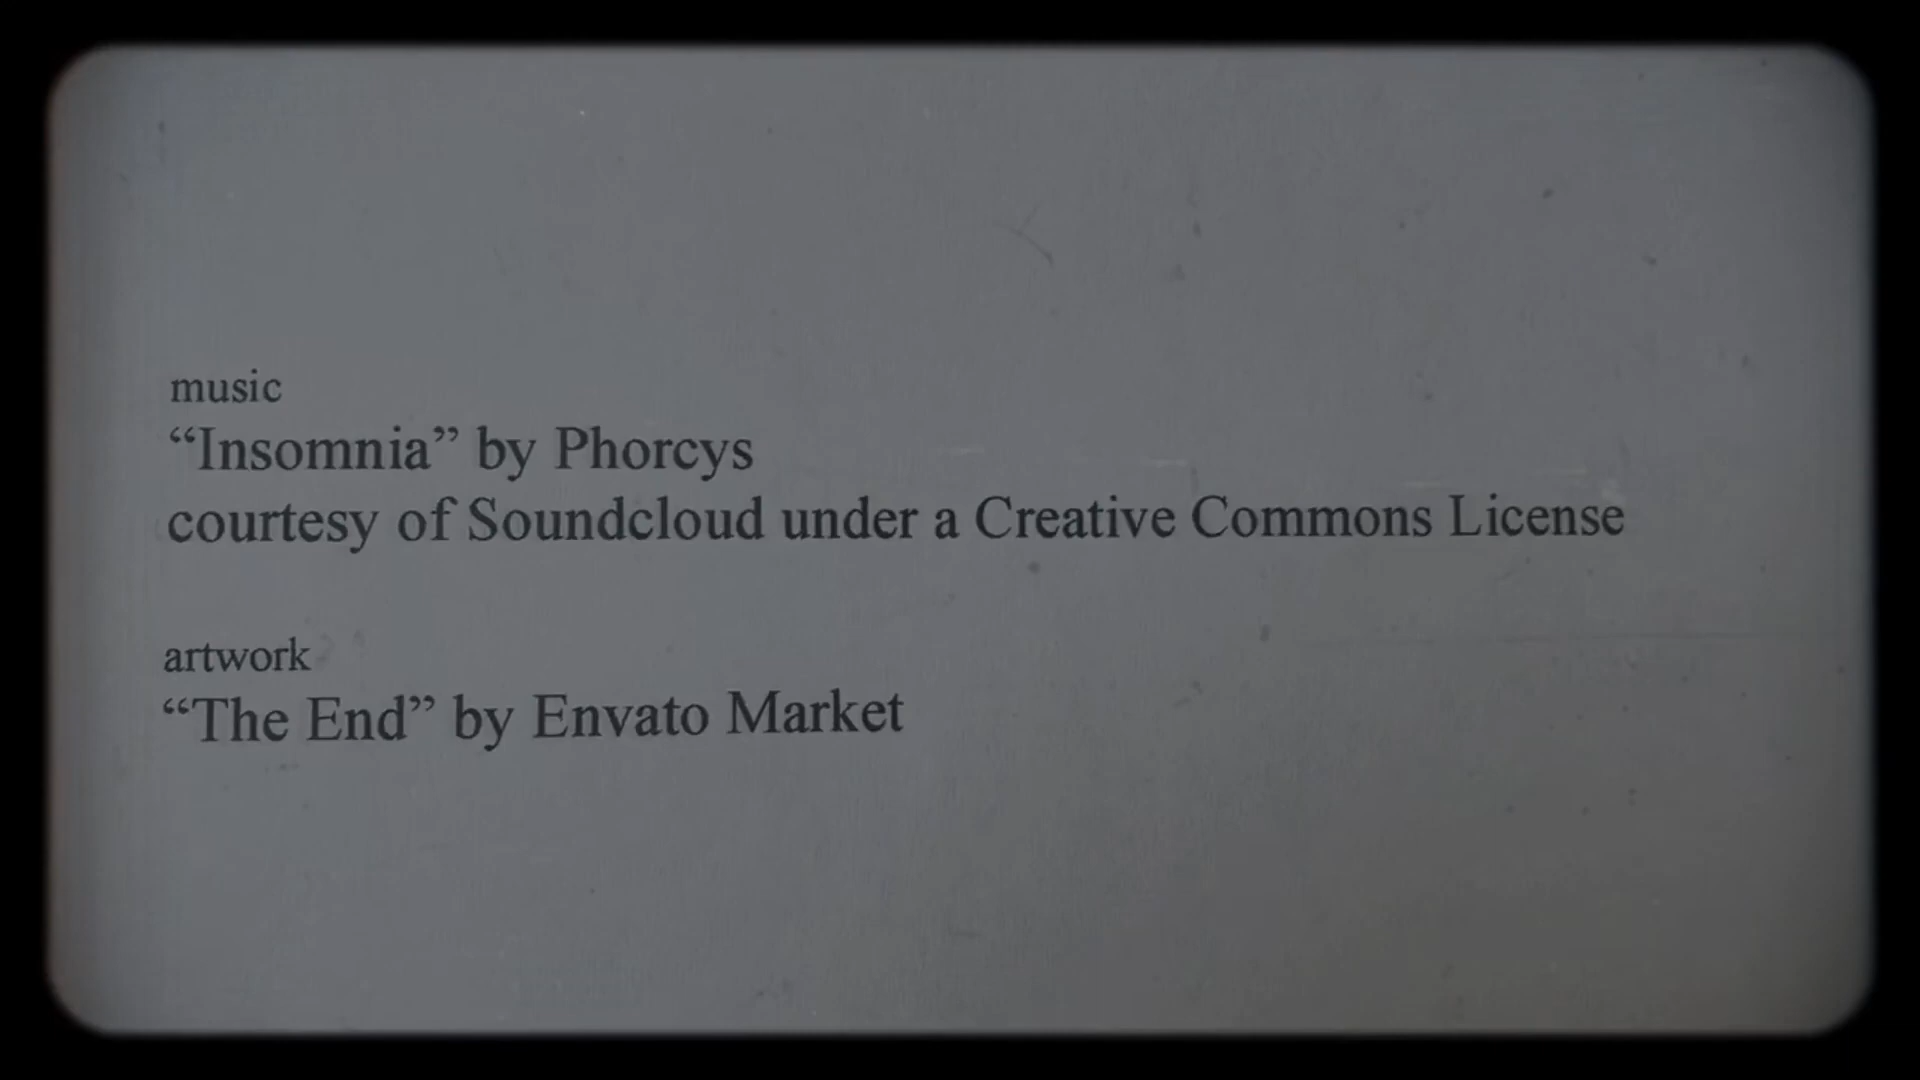 music
“Insomnia” by Phorcys
courtesy of Soundcloud under a Creative Commons License
artwork
“The End” by Envato Market